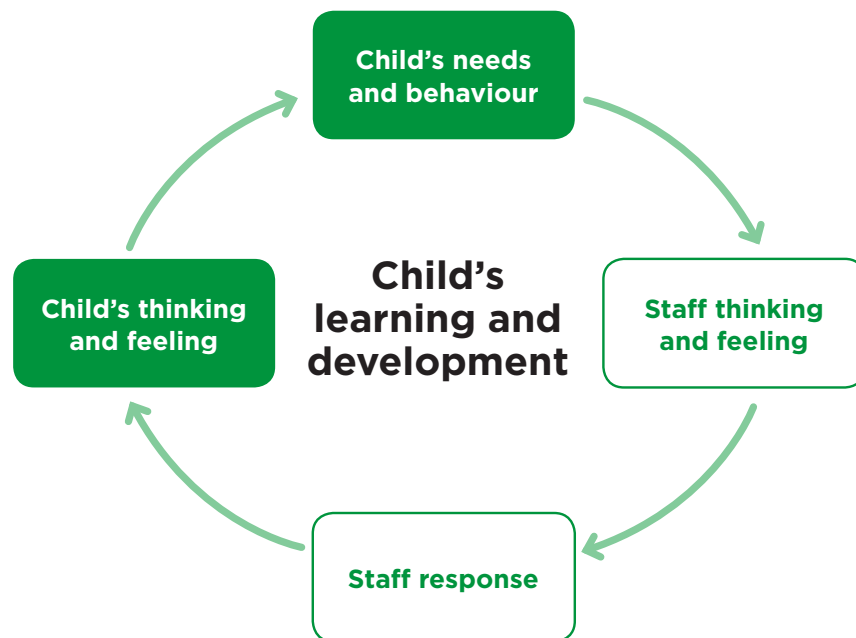 Child’s needs
and behaviour
Child’s thinking
and feeling
Child’s
learning and
development
Staff thinking
and feeling
Staff response